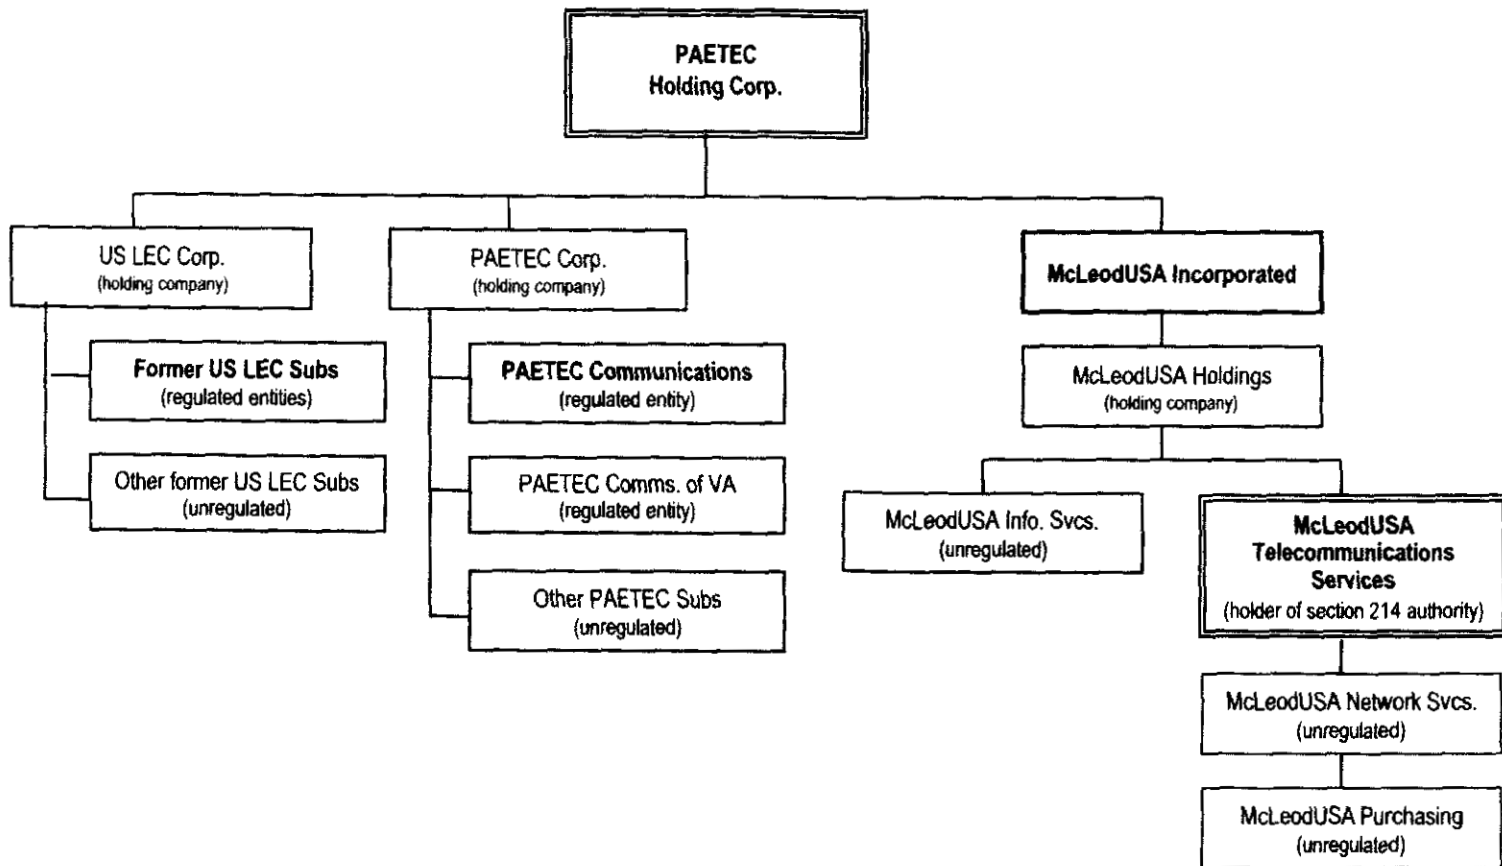 PAETEC
Holding Corp.
US LEC Corp.
(holding company)
Former US LEC Subs
(regulated entities)
Other former US LEC Subs
(unregulated)
PAETEC Corp.
(holding company)
PAETEC Communications
(regulated entity)
PAETEC Comms. of VA
(regulated entity)
Other PAETEC Subs
(unregulated)
McLeodUSA Incorporated
McLeodUSA Holdings
(holding company)
McLeodUSA Info. Svcs.
(unregulated)
McLeodUSA
Telecommunications
Services
(holder of section 214 authority)
McLeodUSA Network Svcs.
(unregulated)
McLeodUSA Purchasing
(unregulated)